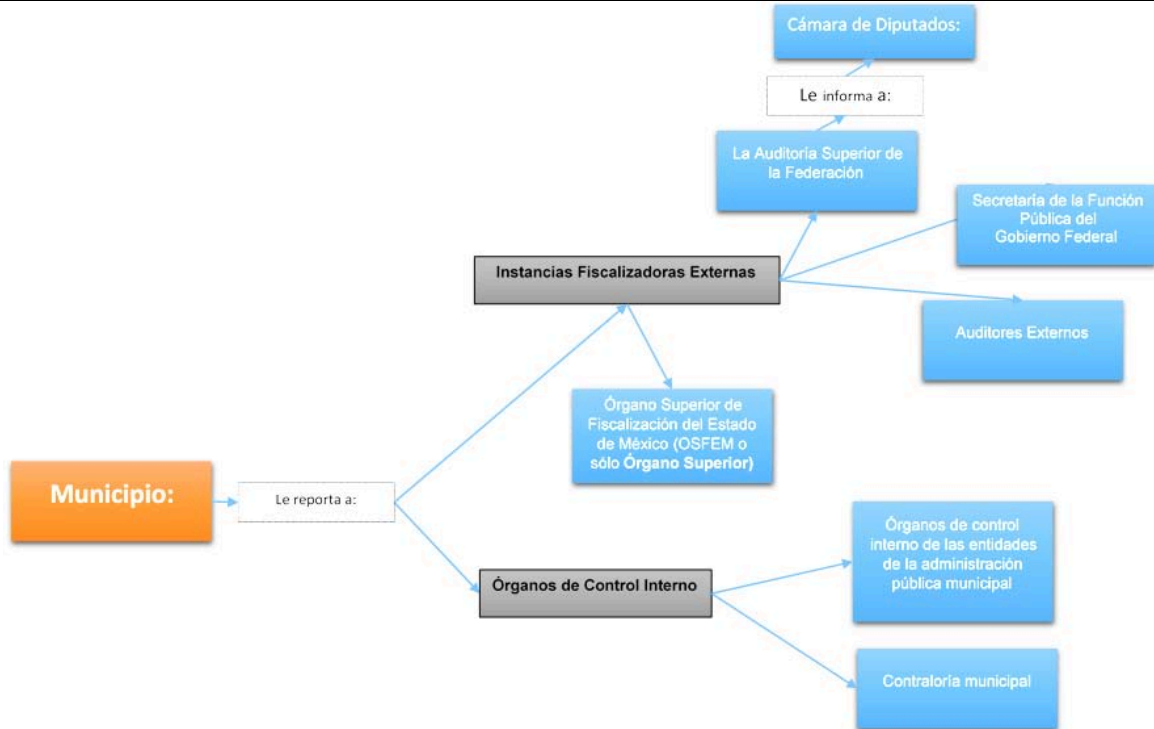 Cámara de Diputados:
Le informa a:
La Auditoría Superior de
la Federación
Secretaría de la Función
Pública del
Gobierno Federal
Instancias Fiscalizadoras Externas
Auditores Externos
Órgano Superior de
Fiscalización del Estado
de México (OSFEM o
sólo Órgano Superior)
Municipio:
Le reporta a:
Órganos de control
interno de las entidades
de la administración
pública municipal
Órganos de Control Interno
Contraloría municipal